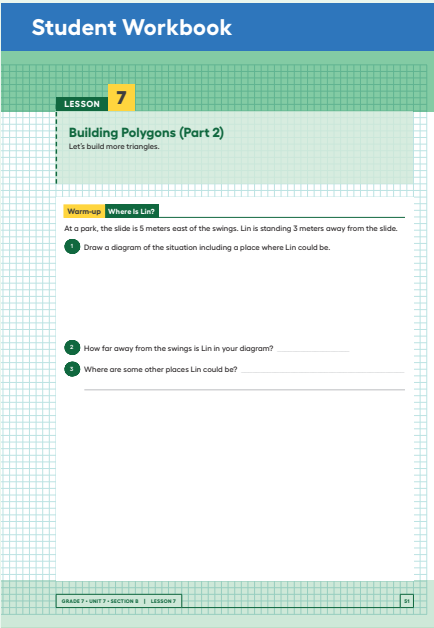 Student Workbook
LESSON 7
Building Polygons (Part 2)
Let's build more triangles.
Warm-up Where Is Lin?
At a park, the slide is 5 meters east of the swings. Lin is standing 3 meters away from the slide.
1 Draw a diagram of the situation including a place where Lin could be.
2 How far away from the swings is Lin in your diagram?
3 Where are some other places Lin could be?
GRADE 7 • UNIT 7 • SECTION B | LESSON 7
51